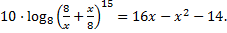 10 · log₈(8/x + x/8)¹⁵ = 16x − x² − 14.